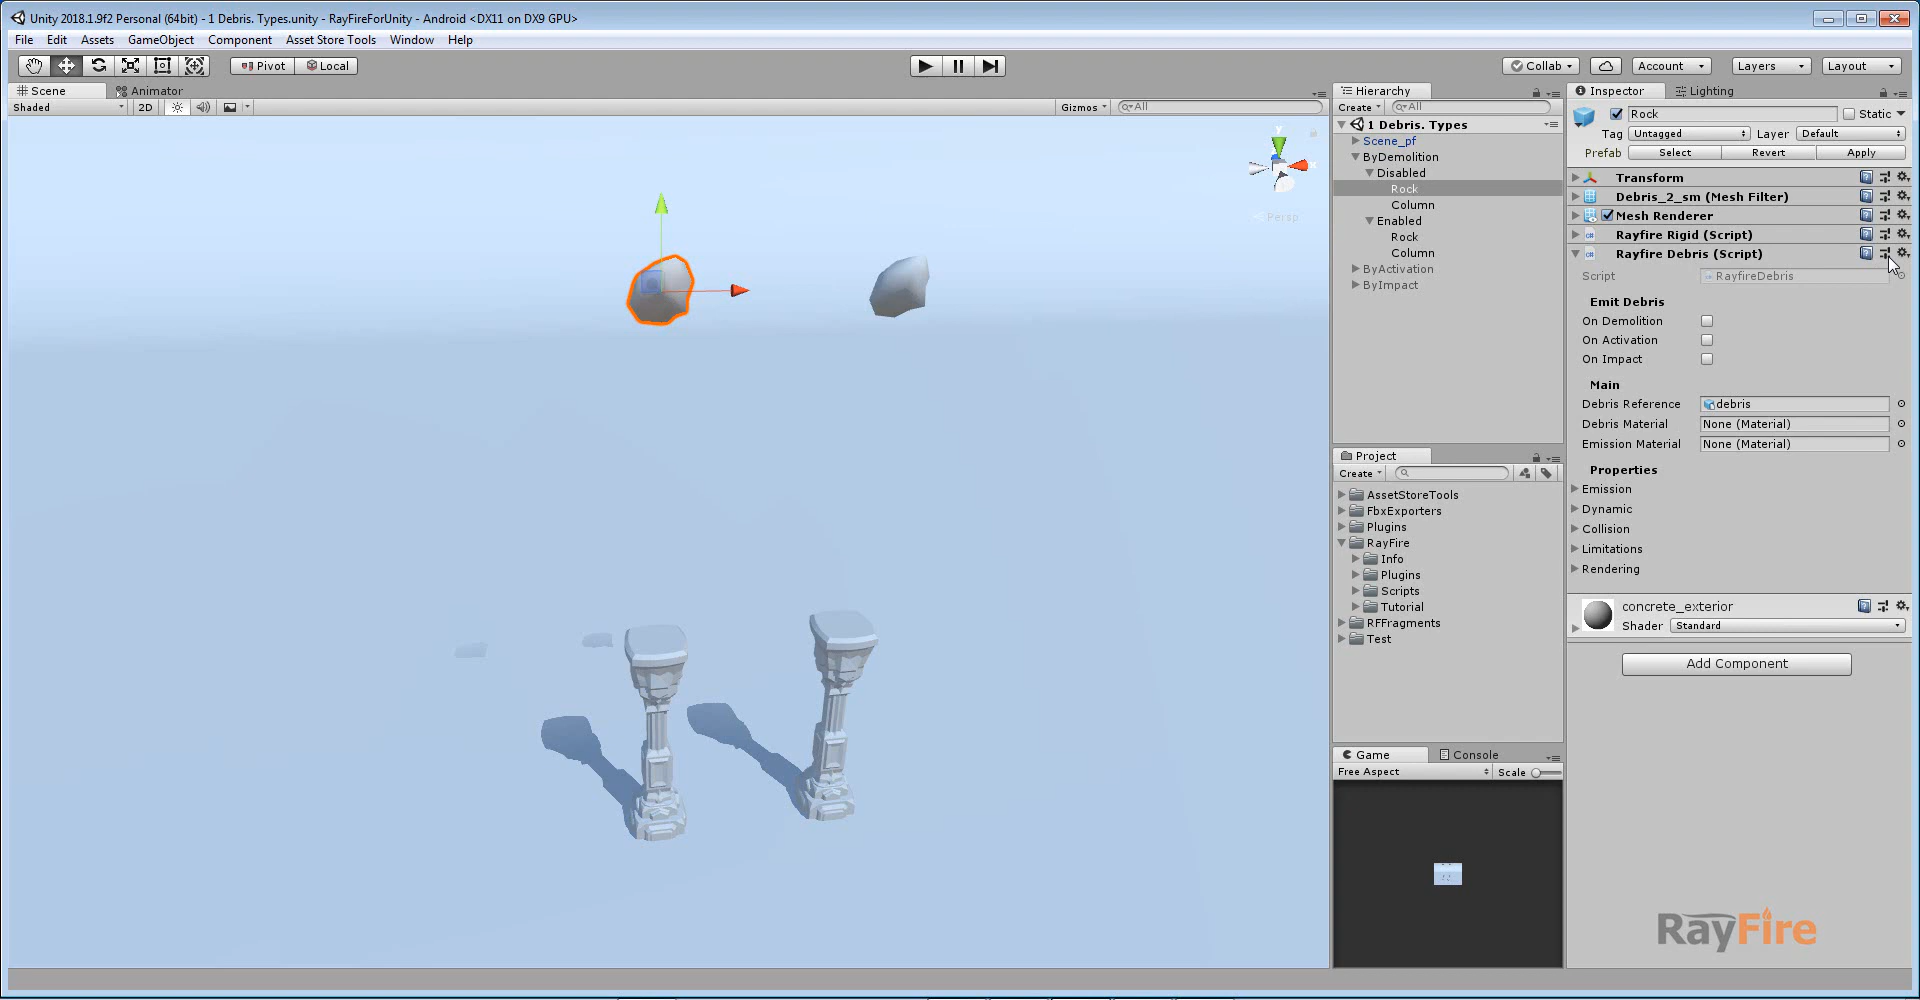 Unity 2018.1.9f2 Personal (64bit) - 1 Debris. Types.unity - RayFireForUnity - Android <DX11 on DX9 GPU>
File Edit Assets GameObject Component Asset Store Tools Window Help
Pivot Local Collab Account Layers Layout
Scene Animator
Shaded 2D Gizmos All
y
Persp
Hierarchy
Create All
1 Debris. Types
Scene_pf
ByDemolition
Disabled
Rock
Column
Enabled
Rock
Column
ByActivation
ByImpact
Project
Create
AssetStoreTools
FbxExporters
Plugins
RayFire
Info
Plugins
Scripts
Tutorial
RFFragments
Test
Game Console
Free Aspect Scale
Inspector Lighting
Rock Static
Tag Untagged Layer Default
Prefab Select Revert Apply
Transform
Debris_2_sm (Mesh Filter)
Mesh Renderer
Rayfire Rigid (Script)
Rayfire Debris (Script)
Script RayfireDebris
Emit Debris
On Demolition
On Activation
On Impact
Main
Debris Reference debris
Debris Material None (Material)
Emission Material None (Material)
Properties
Emission
Dynamic
Collision
Limitations
Rendering
concrete_exterior
Shader Standard
Add Component
RayFire